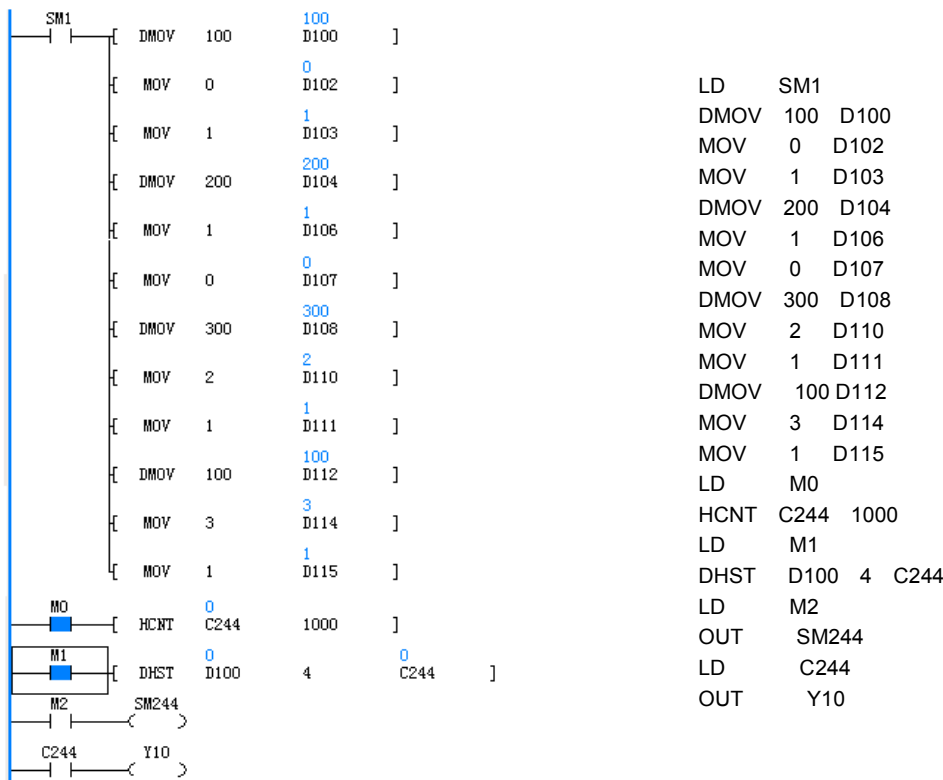 SM1
100
[ DMOV 100 D100 ]
0
[ MOV 0 D102 ]
1
[ MOV 1 D103 ]
200
[ DMOV 200 D104 ]
1
[ MOV 1 D106 ]
0
[ MOV 0 D107 ]
300
[ DMOV 300 D108 ]
2
[ MOV 2 D110 ]
1
[ MOV 1 D111 ]
100
[ DMOV 100 D112 ]
3
[ MOV 3 D114 ]
1
[ MOV 1 D115 ]
M0 0
[ HCNT C244 1000 ]
M1 0 0
[ DHST D100 4 C244 ]
M2 SM244
C244 Y10
LD SM1
DMOV 100 D100
MOV 0 D102
MOV 1 D103
DMOV 200 D104
MOV 1 D106
MOV 0 D107
DMOV 300 D108
MOV 2 D110
MOV 1 D111
DMOV 100 D112
MOV 3 D114
MOV 1 D115
LD M0
HCNT C244 1000
LD M1
DHST D100 4 C244
LD M2
OUT SM244
LD C244
OUT Y10